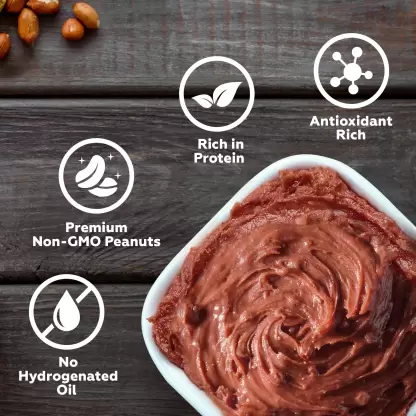 Antioxidant
Rich
Rich in
Protein
Premium
Non-GMO Peanuts
No
Hydrogenated
Oil